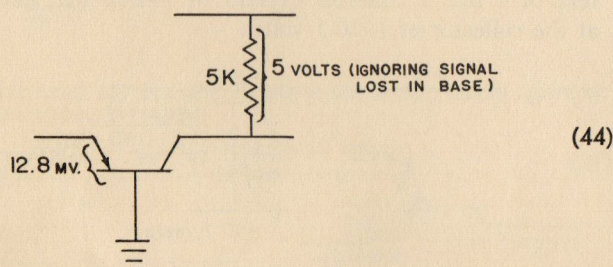 5K
5 VOLTS (IGNORING SIGNAL
LOST IN BASE)
(44)
12.8 MV.